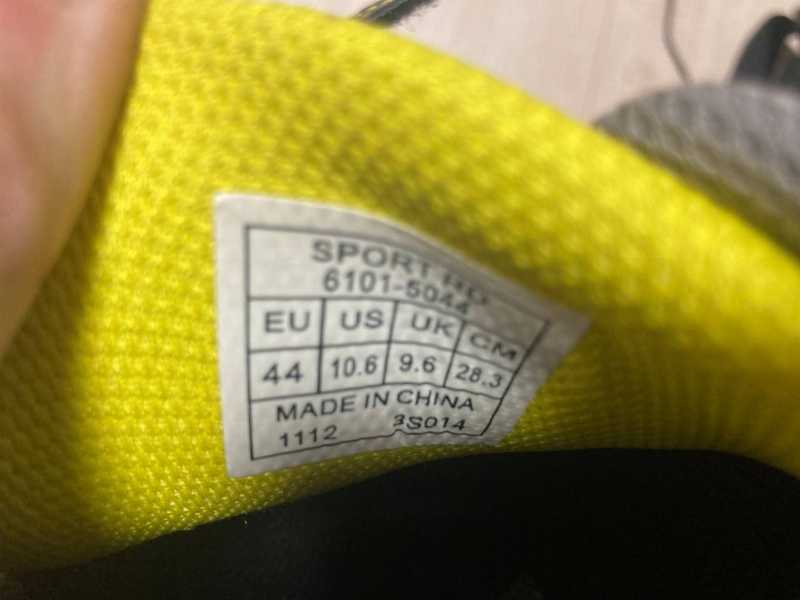 SPORT RD
6101-5044
EU US UK CM
44 10.6 9.6 28.3
MADE IN CHINA
1112 3S014